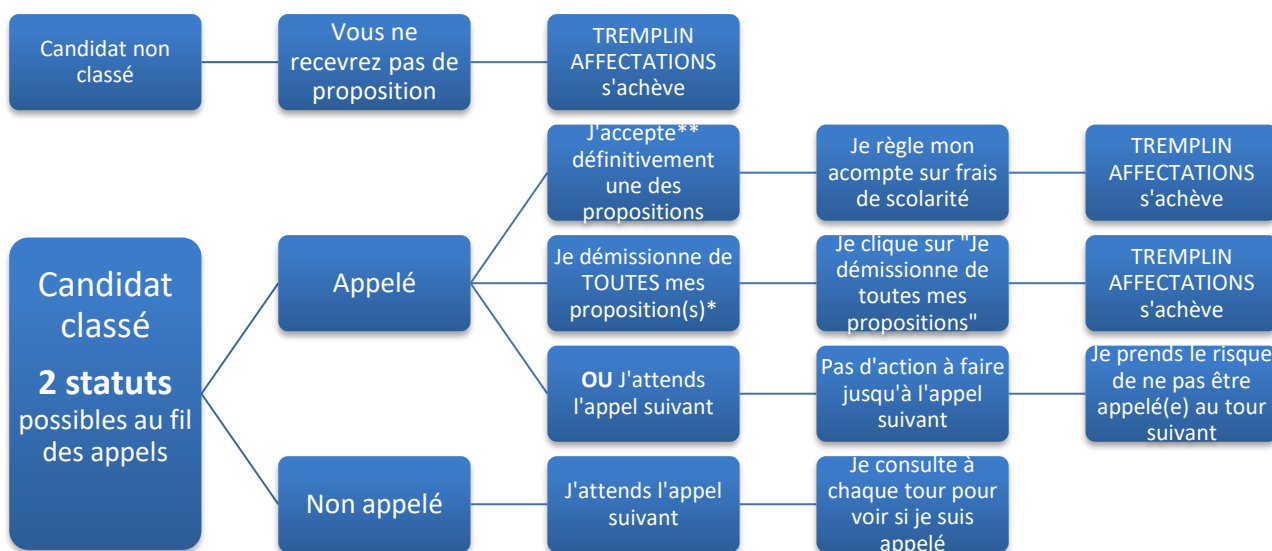 Candidat non
classé
Vous ne
recevrez pas de
proposition
TREMPLIN
AFFECTATIONS
s'achève
Candidat
classé
2 statuts
possibles au fil
des appels
Appelé
J'accepte**
définitivement
une des
propositions
Je règle mon
acompte sur frais
de scolarité
TREMPLIN
AFFECTATIONS
s'achève
Je démissionne de
TOUTES mes
proposition(s)*
Je clique sur "Je
démissionne de
toutes mes
propositions"
TREMPLIN
AFFECTATIONS
s'achève
OU J'attends
l'appel suivant
Pas d'action à faire
jusqu'à l'appel
suivant
Je prends le risque
de ne pas être
appelé(e) au tour
suivant
Non appelé
J'attends l'appel
suivant
Je consulte à
chaque tour pour
voir si je suis
appelé